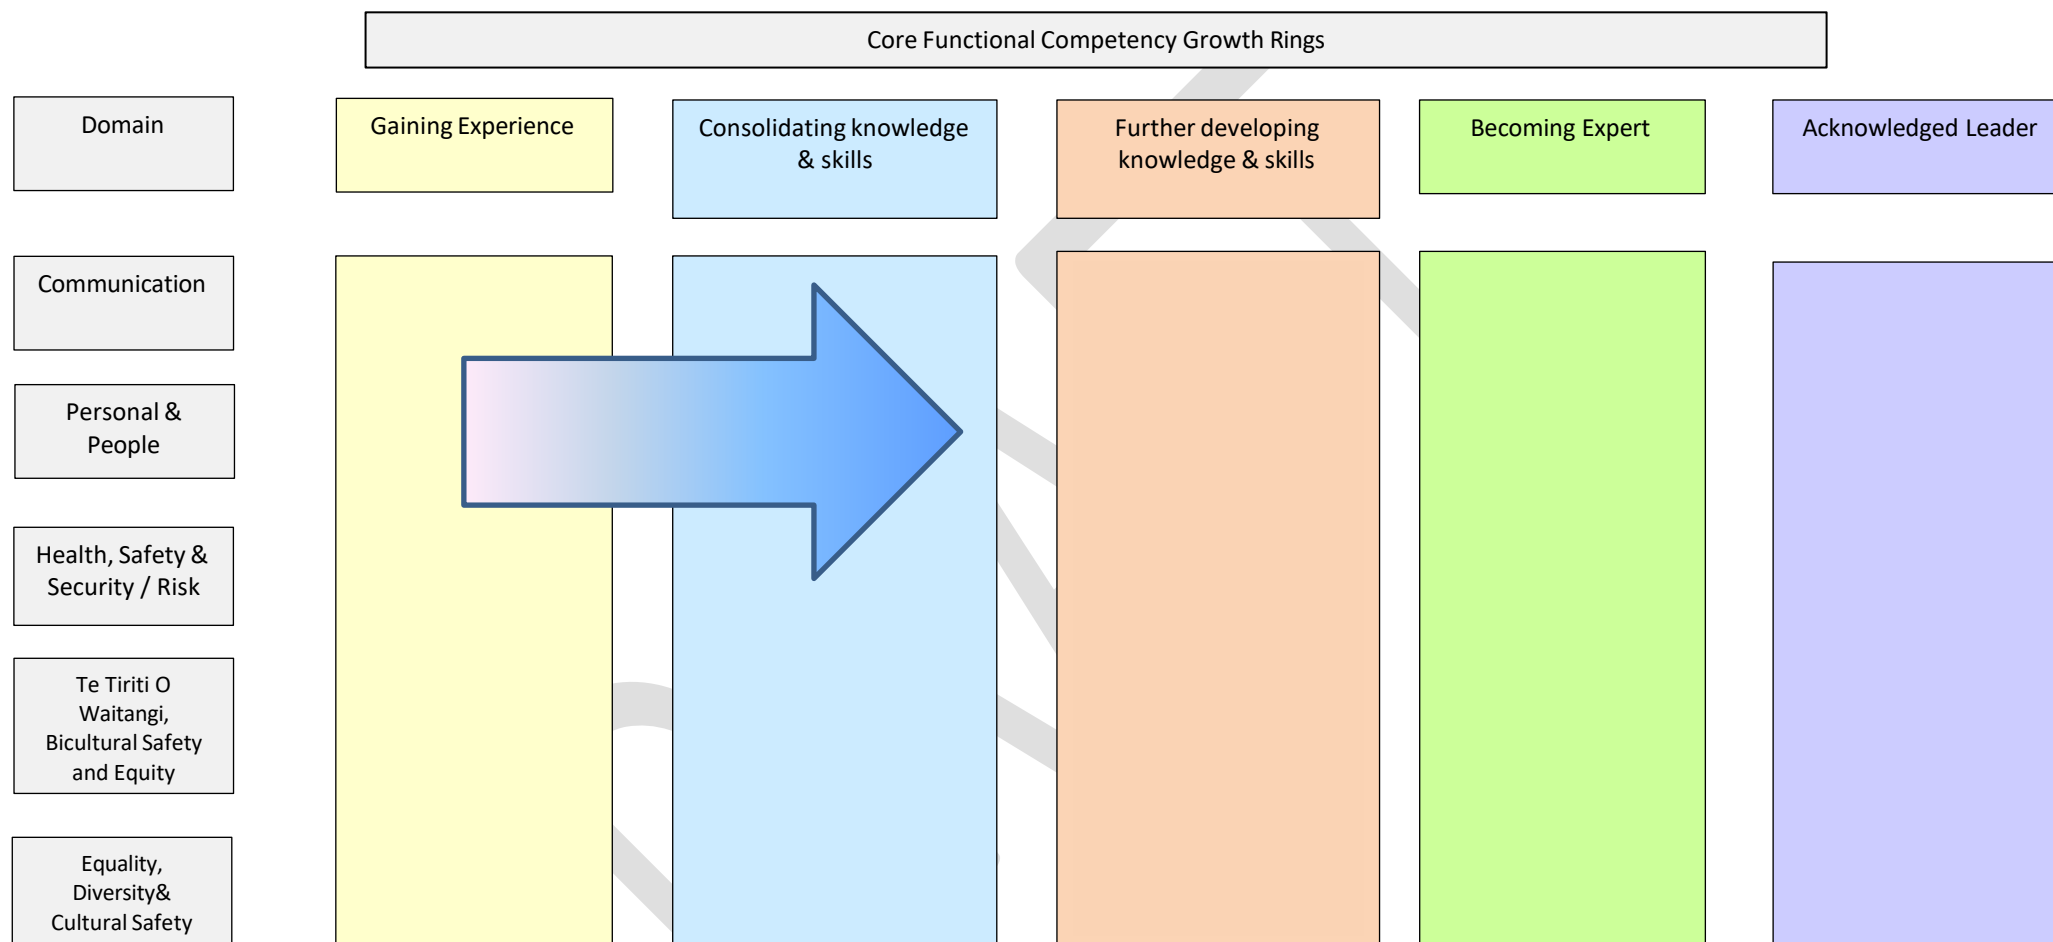 Core Functional Competency Growth Rings
Domain
Gaining Experience
Consolidating knowledge
& skills
Further developing
knowledge & skills
Becoming Expert
Acknowledged Leader
Communication
Personal &
People
Health, Safety &
Security / Risk
Te Tiriti O
Waitangi,
Bicultural Safety
and Equity
Equality,
Diversity&
Cultural Safety